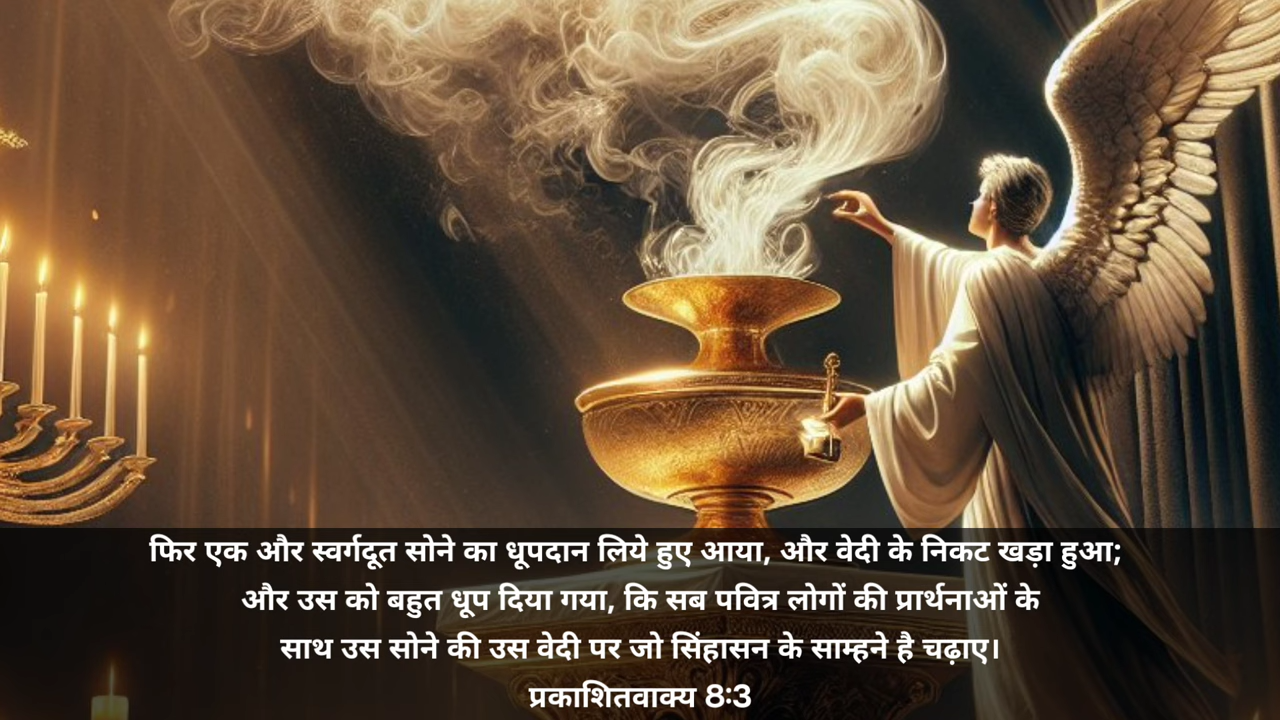 फिर एक और स्वर्गदूत सोने का धूपदान लिये हुए आया, और वेदी के निकट खड़ा हुआ;
और उस को बहुत धूप दिया गया, कि सब पवित्र लोगों की प्रार्थनाओं के
साथ उस सोने की उस वेदी पर जो सिंहासन के साम्हने है चढ़ाए।
प्रकाशितवाक्य 8:3